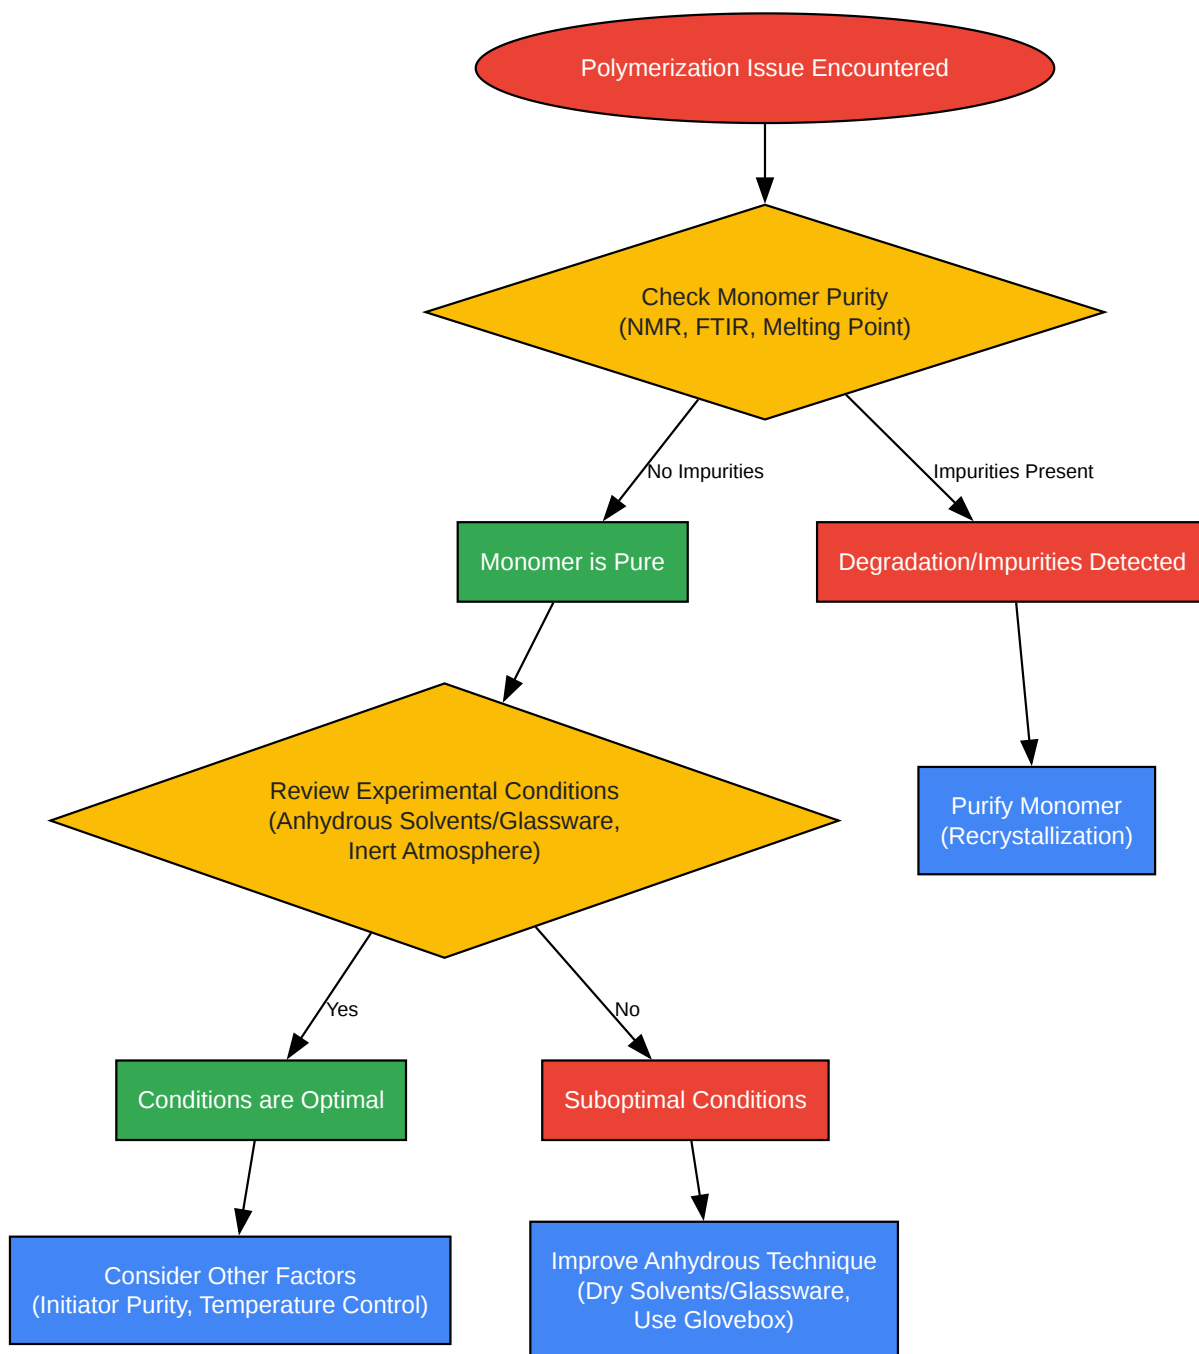 Polymerization Issue Encountered
Check Monomer Purity
(NMR, FTIR, Melting Point)
No Impurities
Impurities Present
Monomer is Pure
Degradation/Impurities Detected
Review Experimental Conditions
(Anhydrous Solvents/Glassware,
Inert Atmosphere)
Purify Monomer
(Recrystallization)
Yes
No
Conditions are Optimal
Suboptimal Conditions
Consider Other Factors
(Initiator Purity, Temperature Control)
Improve Anhydrous Technique
(Dry Solvents/Glassware,
Use Glovebox)